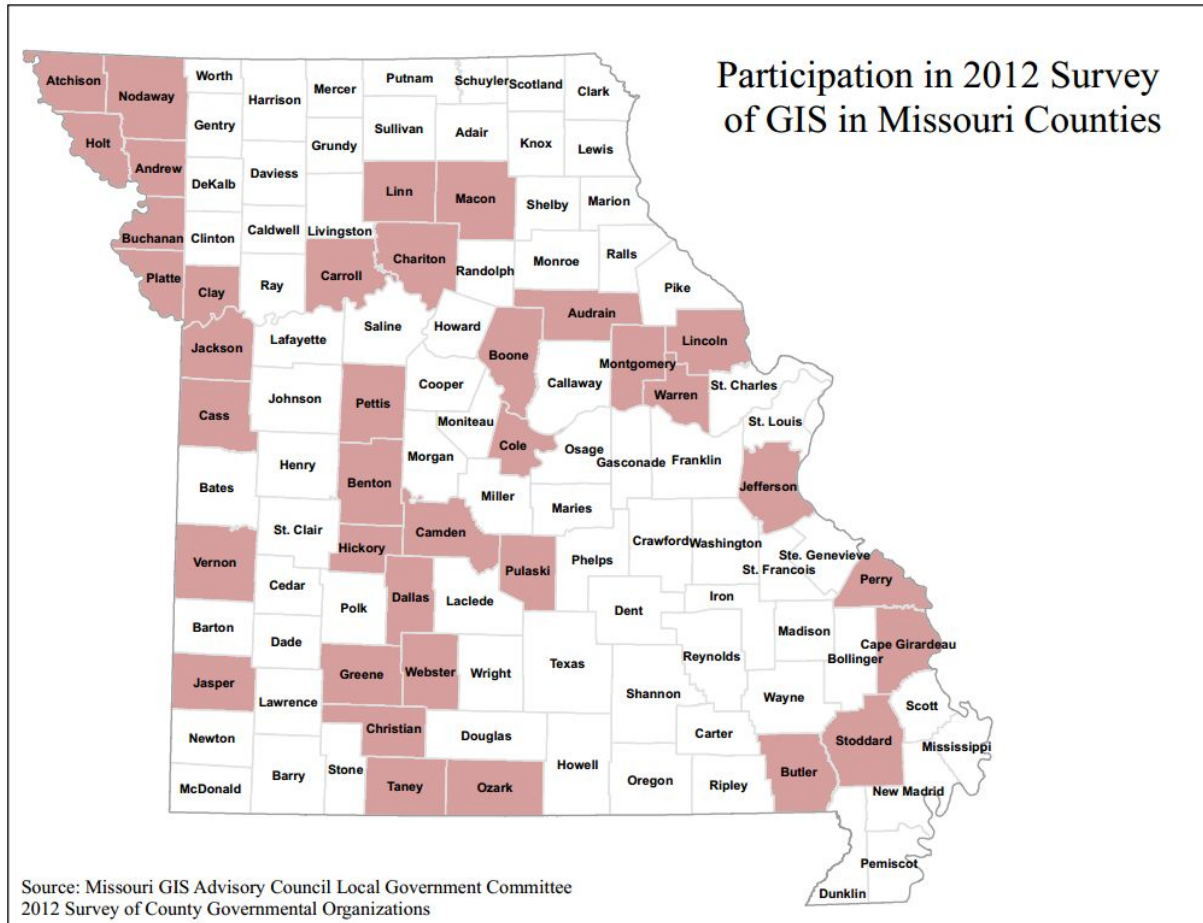 Participation in 2012 Survey
of GIS in Missouri Counties
Atchison
Nodaway
Worth
Harrison
Mercer
Putnam
Schuyler
Scotland
Clark
Holt
Andrew
Gentry
Grundy
Sullivan
Adair
Knox
Lewis
DeKalb
Daviess
Linn
Macon
Shelby
Marion
Buchanan
Clinton
Caldwell
Livingston
Platte
Clay
Ray
Carroll
Chariton
Randolph
Monroe
Ralls
Pike
Jackson
Lafayette
Saline
Howard
Boone
Audrain
Callaway
Montgomery
Lincoln
Warren
St. Charles
St. Louis
Cass
Johnson
Pettis
Cooper
Moniteau
Cole
Osage
Gasconade
Franklin
Jefferson
Bates
Henry
Benton
Morgan
Miller
Maries
Vernon
St. Clair
Hickory
Camden
Pulaski
Phelps
Crawford
Washington
St. Francois
Ste. Genevieve
Perry
Cedar
Polk
Dallas
Laclede
Dent
Iron
Madison
Bollinger
Cape Girardeau
Barton
Dade
Greene
Webster
Wright
Texas
Reynolds
Shannon
Wayne
Scott
Jasper
Lawrence
Christian
Douglas
Carter
Stoddard
Mississippi
Newton
McDonald
Barry
Stone
Taney
Ozark
Howell
Oregon
Ripley
Butler
New Madrid
Pemiscot
Dunklin
Source: Missouri GIS Advisory Council Local Government Committee
2012 Survey of County Governmental Organizations